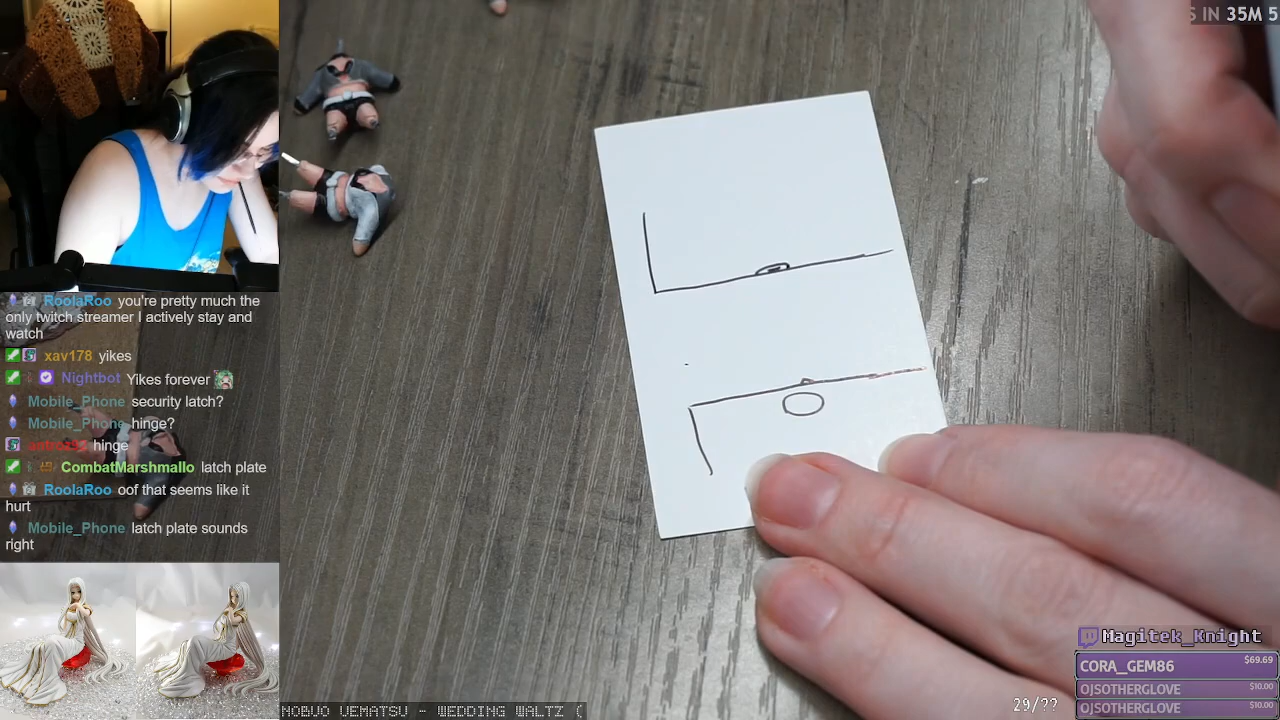 S IN 35M 5
RoolaRoo you're pretty much the
only twitch streamer I actively stay and
watch
xav178 yikes
Nightbot Yikes forever
Mobile_Phone security latch?
Mobile_Phone hinge?
hinge
CombatMarshmallo latch plate
RoolaRoo oof that seems like it
hurt
Mobile_Phone latch plate sounds
right
NOBUO UEMATSU - WEDDING WALTZ (
29/??
Magitek_Knight
CORA_GEM86 $69.69
OJSOTHERGLOVE $10.00
OJSOTHERGLOVE $10.00